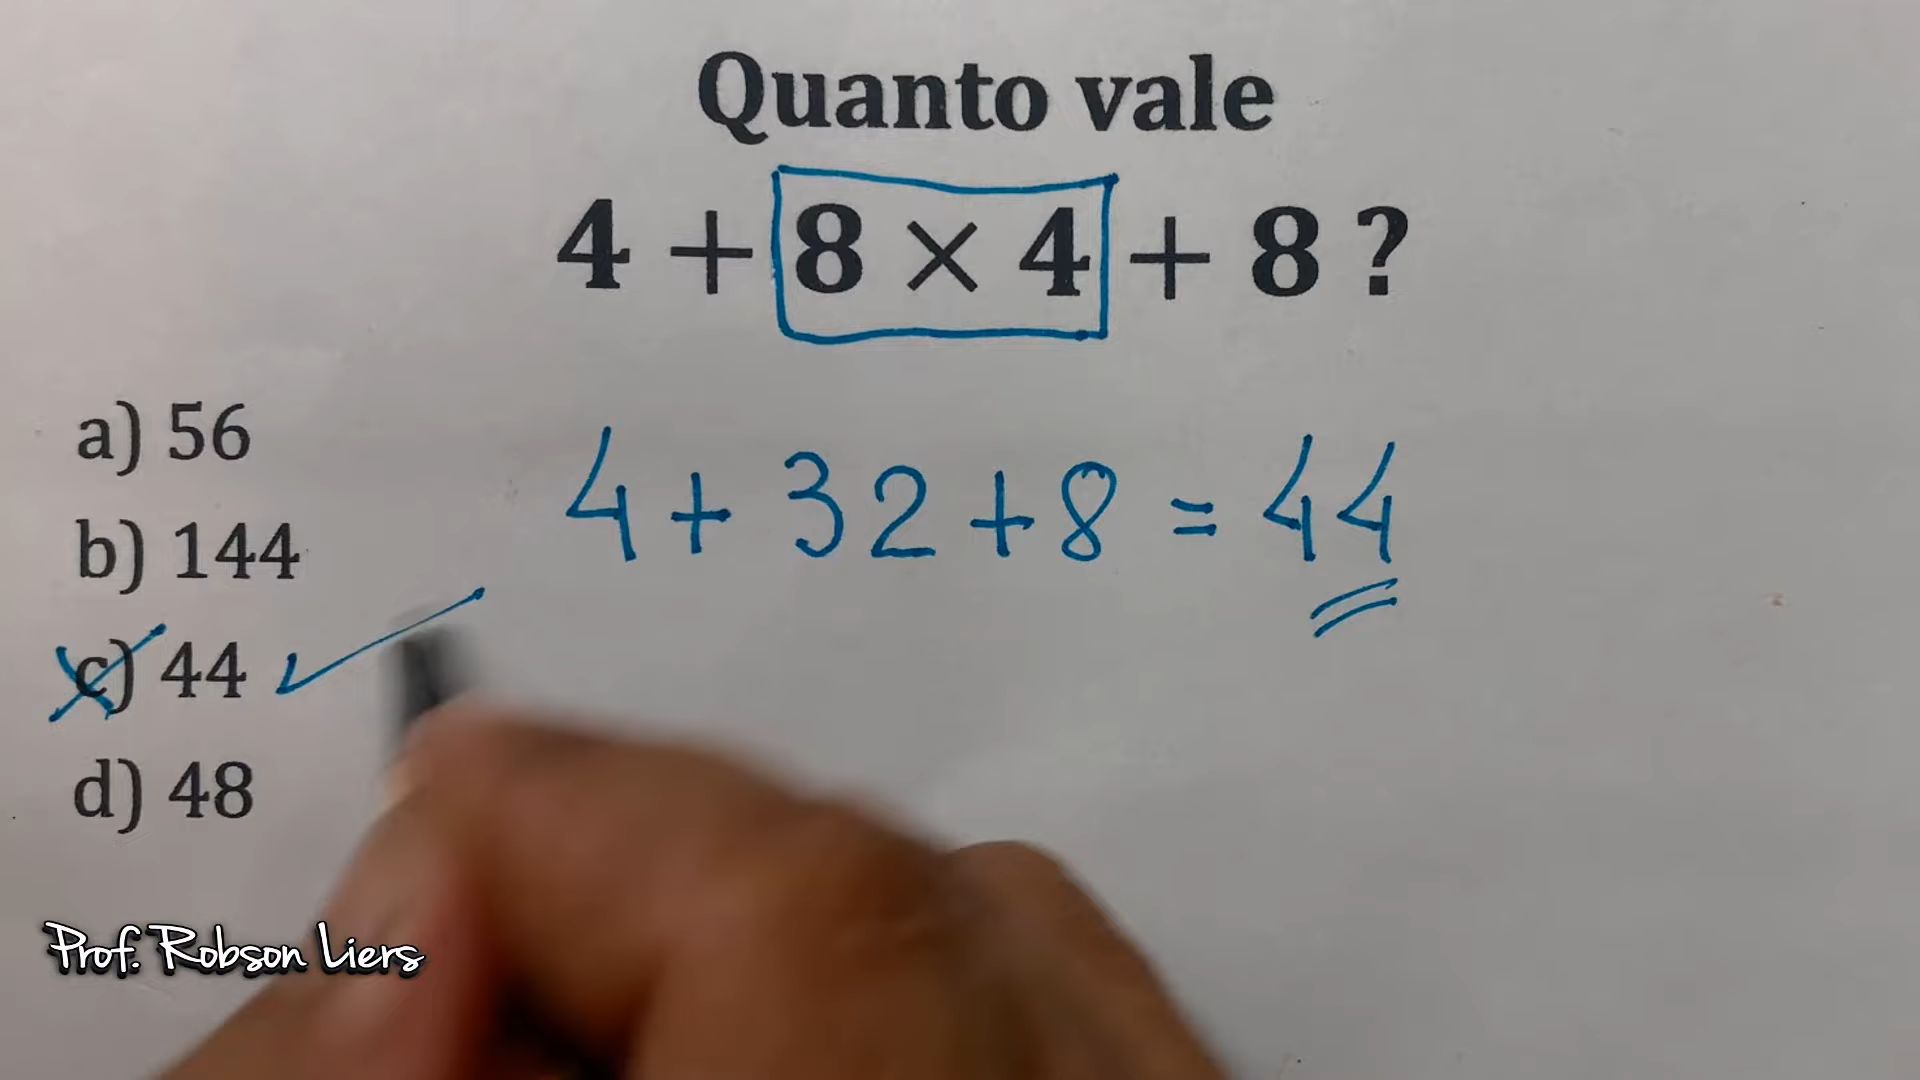 Quanto vale
4 + 8 × 4 + 8 ?
a) 56
b) 144
c) 44
d) 48
4 + 32 + 8 = 44
Prof. Robson Liers